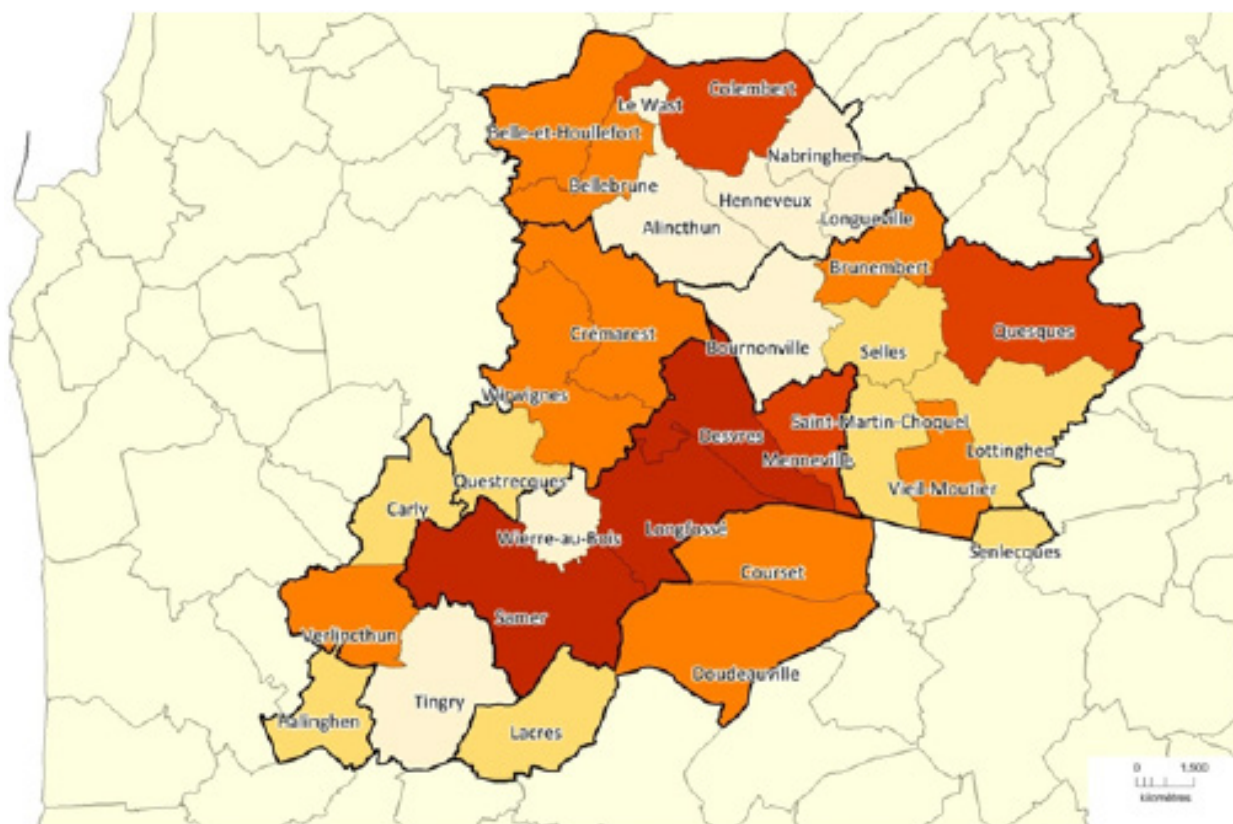 Colembert
Le Wast
Belle-et-Houllefort
Nabringhen
Bellebrune
Henneveux
Longueville
Alincthun
Brunembert
Quesques
Crémarest
Bournonville
Selles
Wirwignes
Saint-Martin-Choquel
Desvres
Lottinghen
Menneville
Questrecques
Vieil-Moutier
Carly
Longfossé
Wierre-au-Bois
Senlecques
Courset
Samer
Verlincthun
Doudeauville
Tingry
Halinghen
Lacres
0 1,500
kilomètres